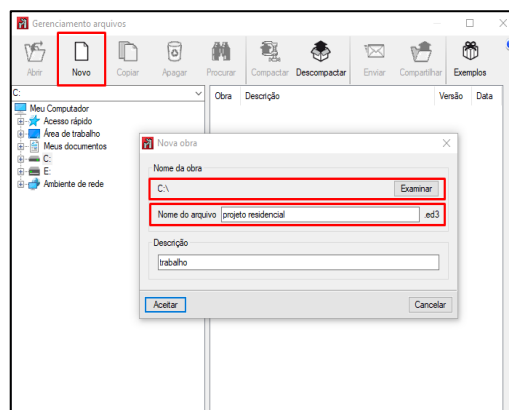 Gerenciamento arquivos
Abrir Novo Copiar Apagar Procurar Compactar Descompactar Enviar Compartilhar Exemplos
C:
Obra Descrição Versão Data
Meu Computador
Acesso rápido
Área de trabalho
Meus documentos
C:
E:
Ambiente de rede
Nova obra
Nome da obra
C:\ Examinar
Nome do arquivo projeto residencial .ed3
Descrição
trabalho
Aceitar Cancelar